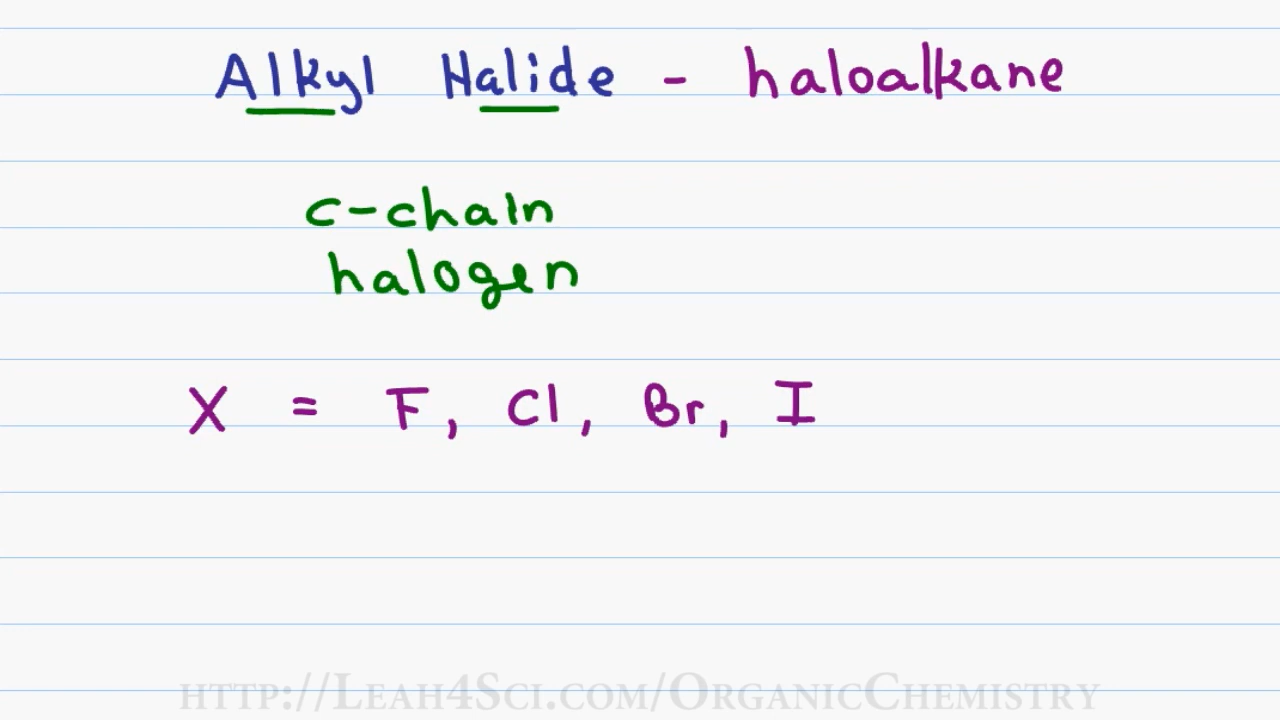 Alkyl Halide - haloalkane
c-chain
halogen
X = F, Cl, Br, I
HTTP://LEAH4SCI.COM/ORGANICCHEMISTRY